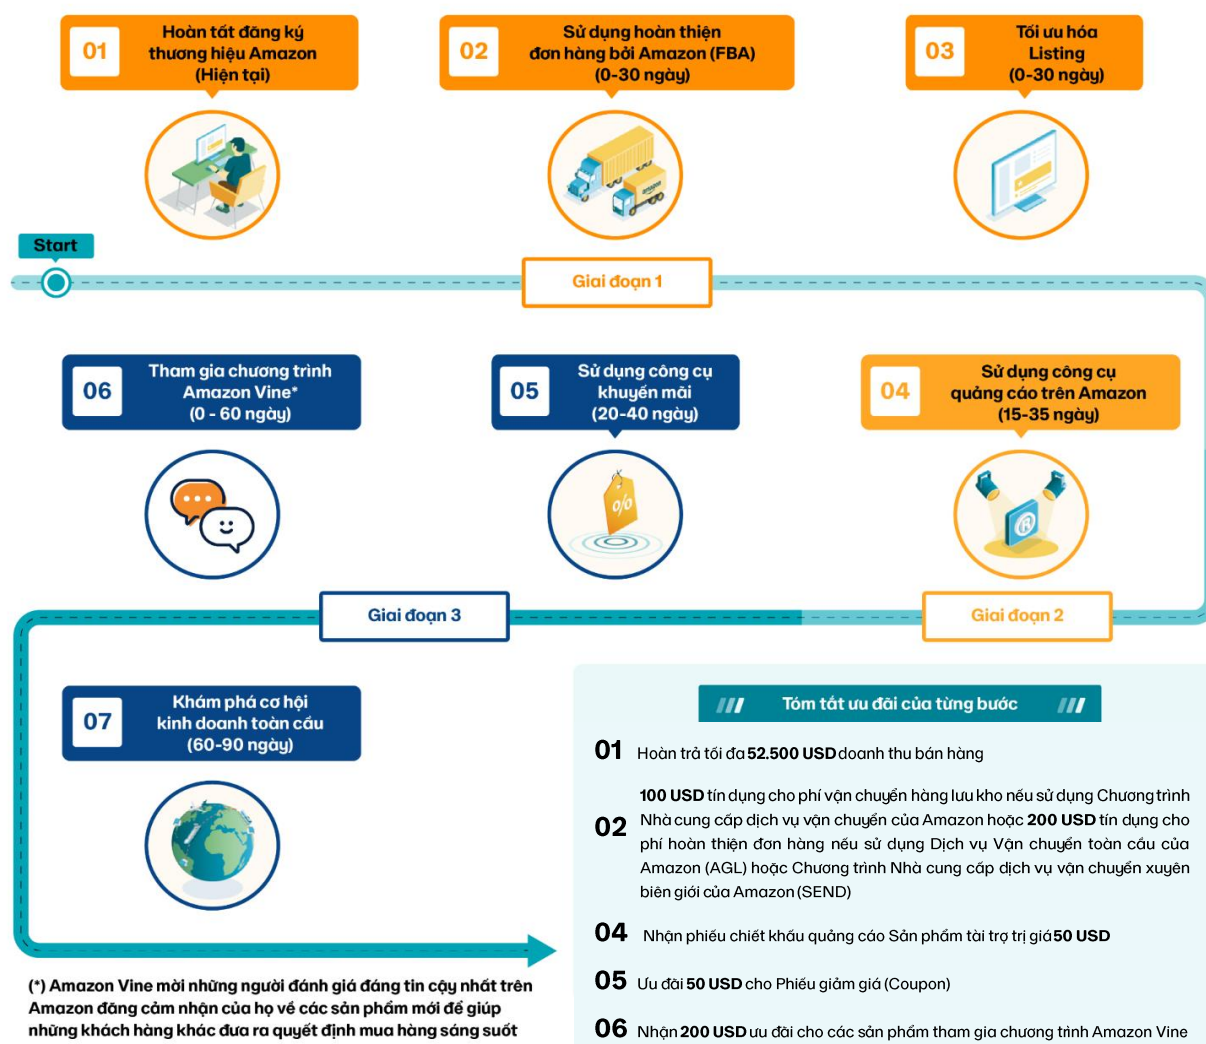 01
Hoàn tất đăng ký
thương hiệu Amazon
(Hiện tại)
02
Sử dụng hoàn thiện
đơn hàng bởi Amazon (FBA)
(0-30 ngày)
03
Tối ưu hóa
Listing
(0-30 ngày)
amazon
Start
Giai đoạn 1
06
Tham gia chương trình
Amazon Vine*
(0 - 60 ngày)
05
Sử dụng công cụ
khuyến mãi
(20-40 ngày)
04
Sử dụng công cụ
quảng cáo trên Amazon
(15-35 ngày)
%
®
Giai đoạn 3
Giai đoạn 2
07
Khám phá cơ hội
kinh doanh toàn cầu
(60-90 ngày)
(*) Amazon Vine mời những người đánh giá đáng tin cậy nhất trên
Amazon đăng cảm nhận của họ về các sản phẩm mới để giúp
những khách hàng khác đưa ra quyết định mua hàng sáng suốt
Tóm tắt ưu đãi của từng bước
01 Hoàn trả tối đa 52.500 USD doanh thu bán hàng
02
100 USD tín dụng cho phí vận chuyển hàng lưu kho nếu sử dụng Chương trình
Nhà cung cấp dịch vụ vận chuyển của Amazon hoặc 200 USD tín dụng cho
phí hoàn thiện đơn hàng nếu sử dụng Dịch vụ Vận chuyển toàn cầu của
Amazon (AGL) hoặc Chương trình Nhà cung cấp dịch vụ vận chuyển xuyên
biên giới của Amazon (SEND)
04 Nhận phiếu chiết khấu quảng cáo Sản phẩm tài trợ trị giá 50 USD
05 Ưu đãi 50 USD cho Phiếu giảm giá (Coupon)
06 Nhận 200 USD ưu đãi cho các sản phẩm tham gia chương trình Amazon Vine